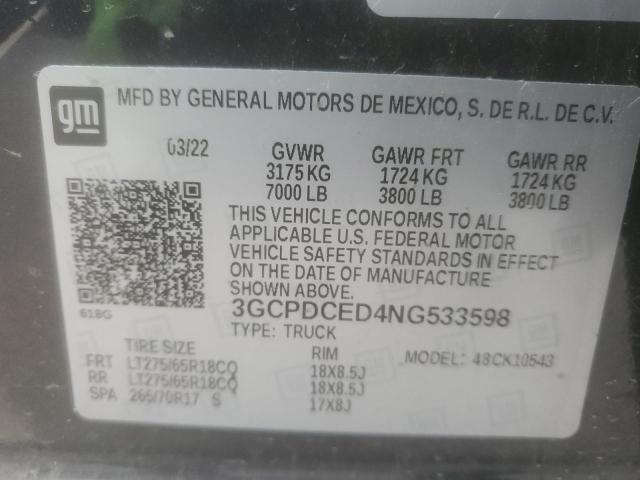 gm
MFD BY GENERAL MOTORS DE MEXICO, S. DE R.L. DE C.V.
03/22 GVWR GAWR FRT GAWR RR
3175 KG 1724 KG 1724 KG
7000 LB 3800 LB 3800 LB
THIS VEHICLE CONFORMS TO ALL
APPLICABLE U.S. FEDERAL MOTOR
VEHICLE SAFETY STANDARDS IN EFFECT
ON THE DATE OF MANUFACTURE
SHOWN ABOVE.
3GCPDCED4NG533598
618G TYPE: TRUCK
TIRE SIZE RIM MODEL: 43CK10543
FRT LT275/65R18CQ 18X8.5J
RR LT275/65R18CQ 18X8.5J
SPA 265/70R17 S 17X8J